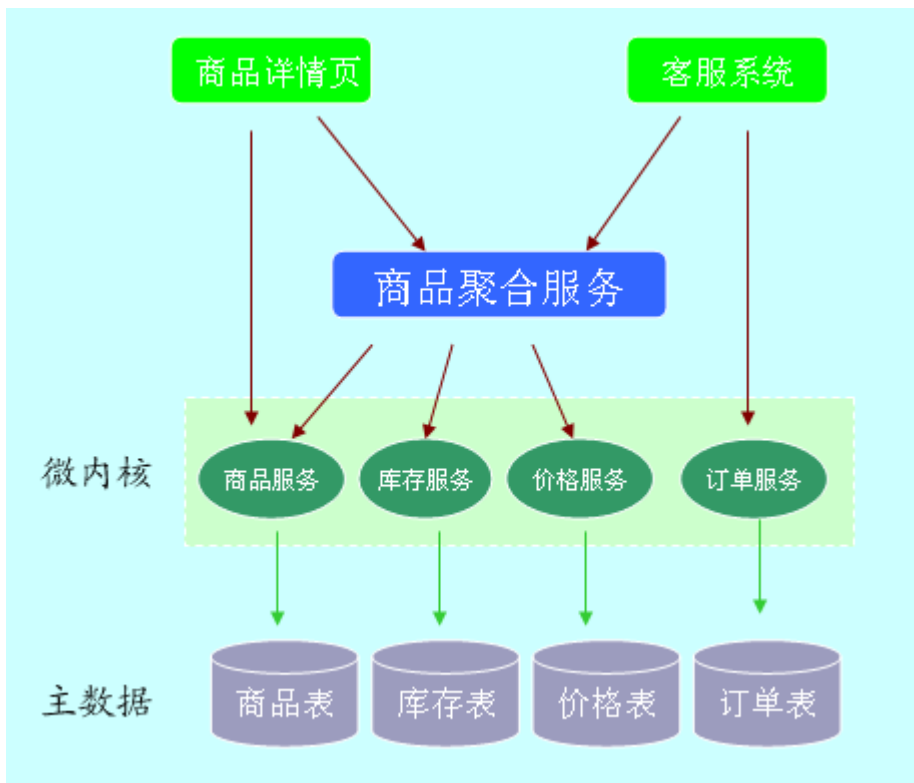 商品详情页
客服系统
商品聚合服务
微内核
商品服务
库存服务
价格服务
订单服务
主数据
商品表
库存表
价格表
订单表